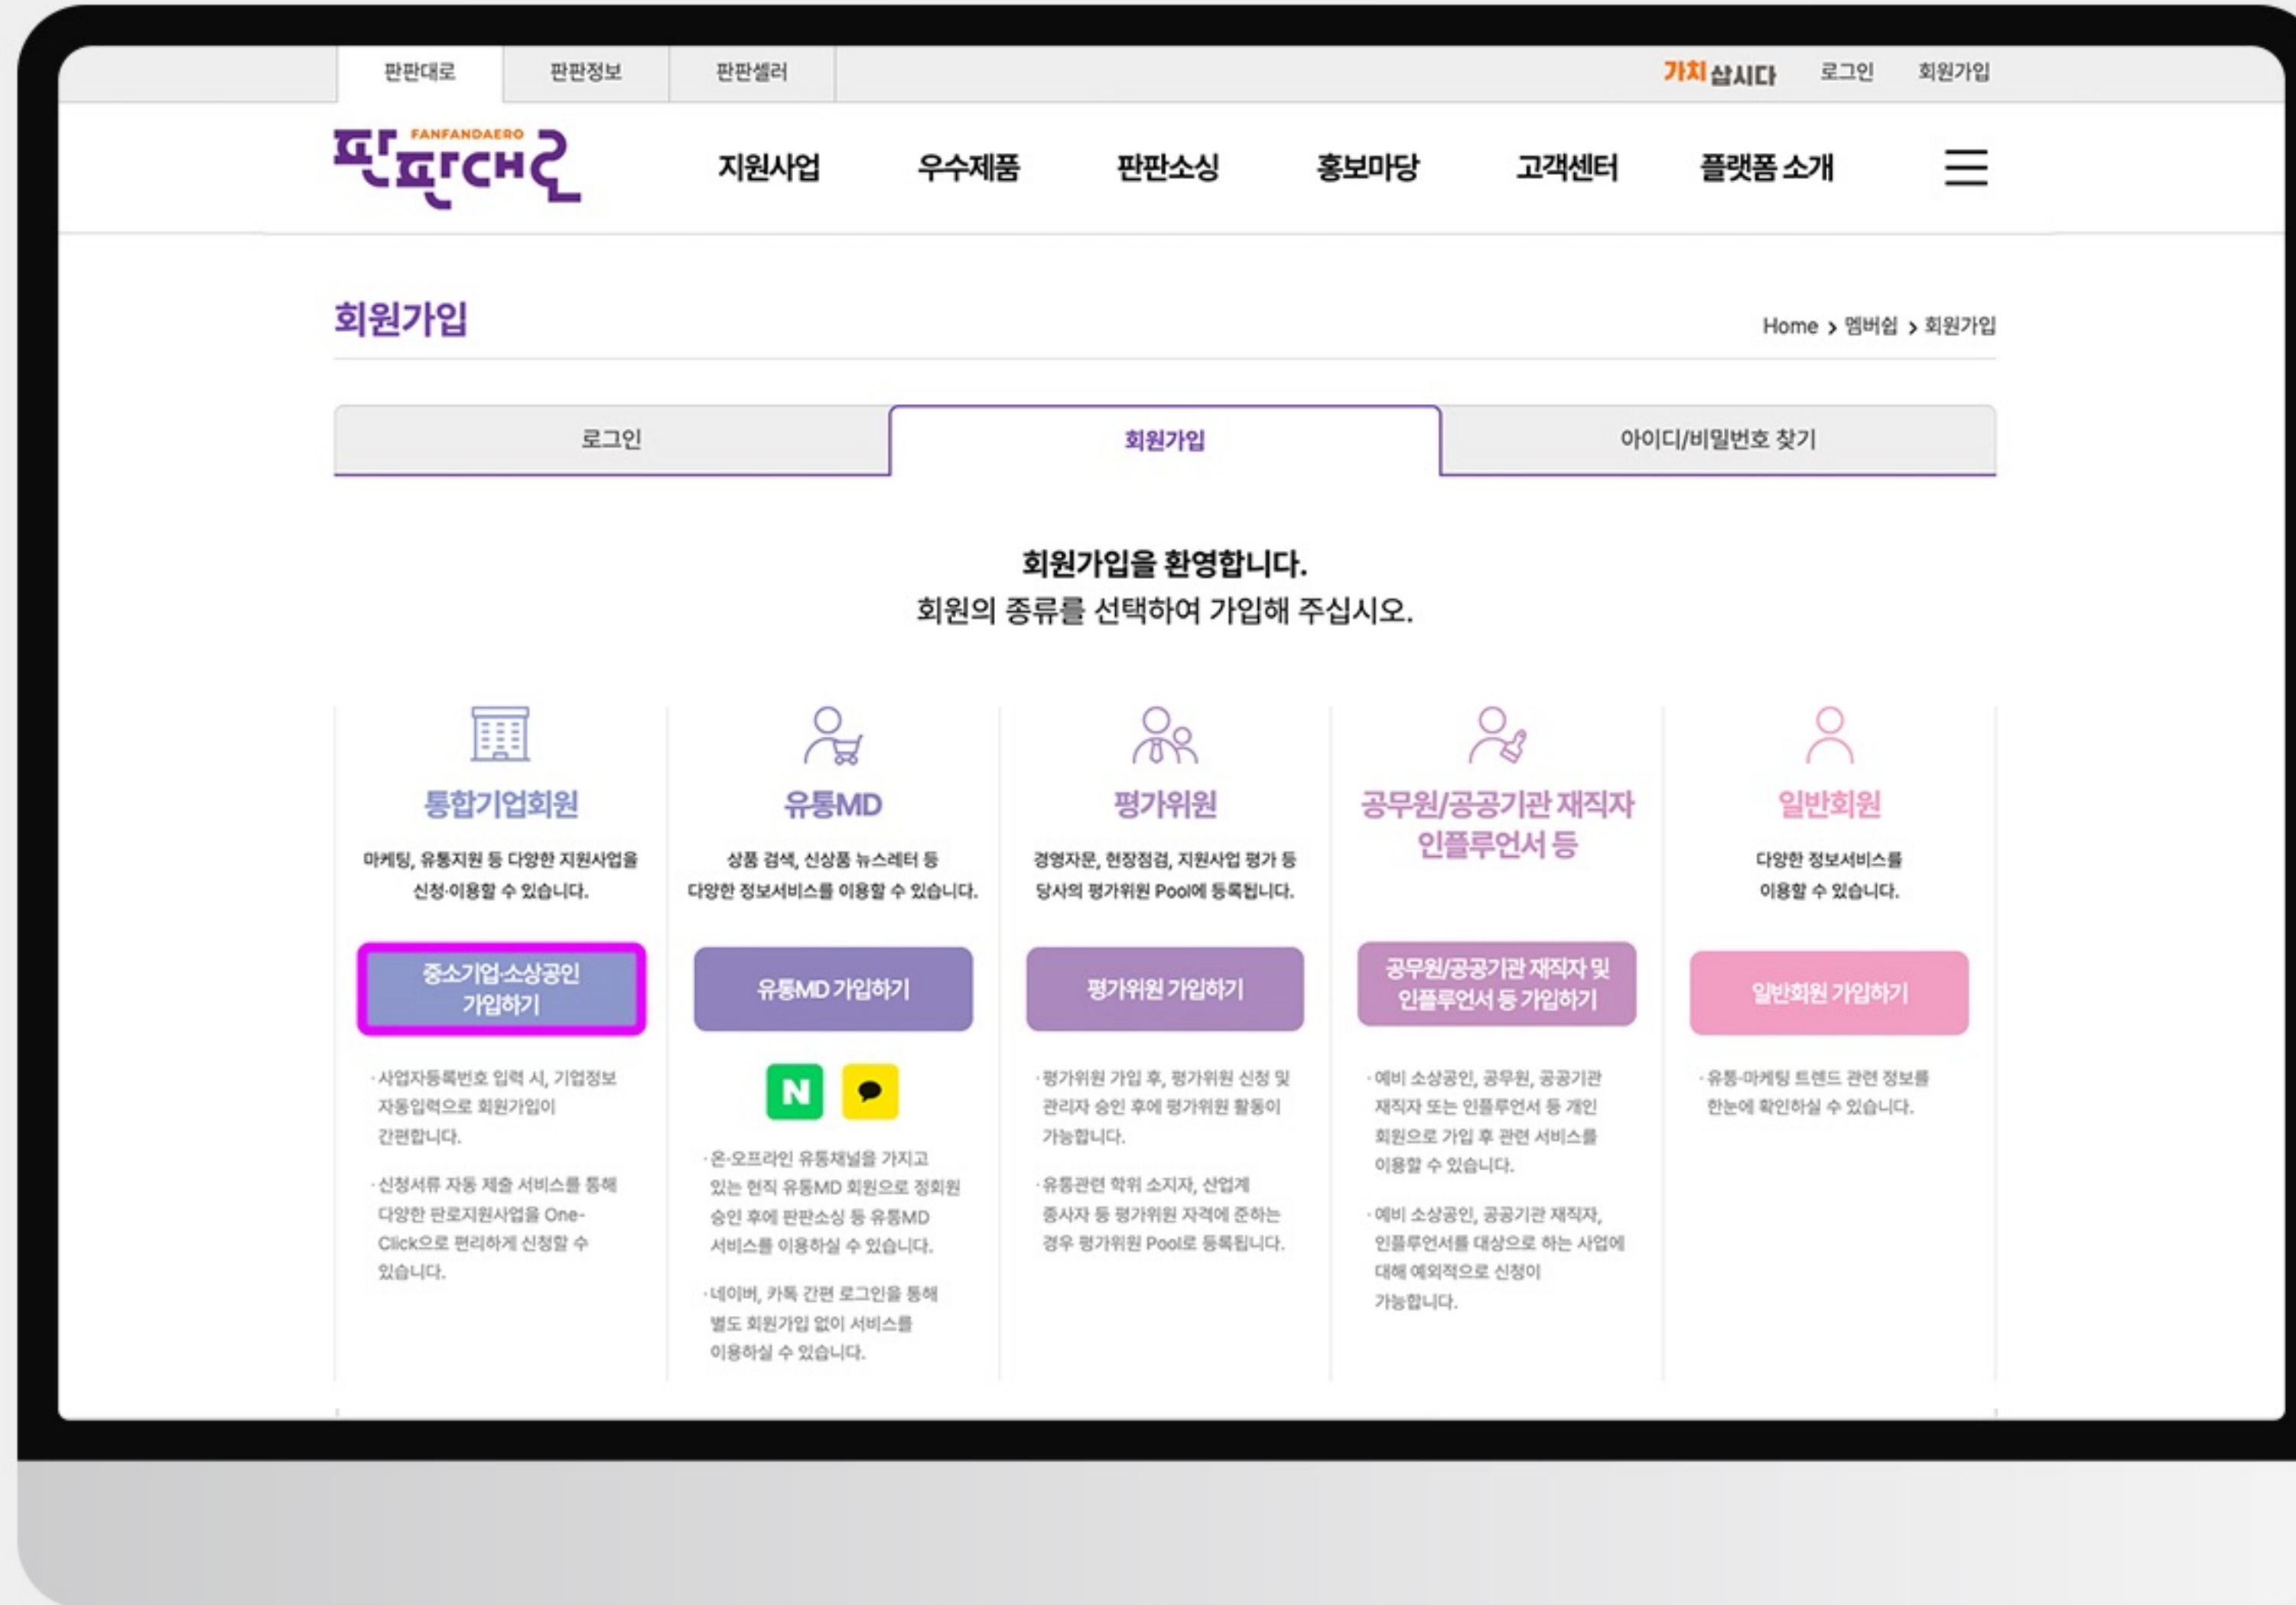 판판대로 판판정보 판판셀러 가치삽시다 로그인 회원가입
FANFANDAERO
판판대로 지원사업 우수제품 판판소싱 홍보마당 고객센터 플랫폼 소개
회원가입 Home > 멤버쉽 > 회원가입
로그인 회원가입 아이디/비밀번호 찾기
회원가입을 환영합니다.
회원의 종류를 선택하여 가입해 주십시오.
통합기업회원
마케팅, 유통지원 등 다양한 지원사업을
신청·이용할 수 있습니다.
중소기업·소상공인
가입하기
· 사업자등록번호 입력 시, 기업정보
자동입력으로 회원가입이
간편합니다.
· 신청서류 자동 제출 서비스를 통해
다양한 판로지원사업을 One-
Click으로 편리하게 신청할 수
있습니다.
유통MD
상품 검색, 신상품 뉴스레터 등
다양한 정보서비스를 이용할 수 있습니다.
유통MD 가입하기
N
· 온·오프라인 유통채널을 가지고
있는 현직 유통MD 회원으로 정회원
승인 후에 판판소싱 등 유통MD
서비스를 이용하실 수 있습니다.
· 네이버, 카톡 간편 로그인을 통해
별도 회원가입 없이 서비스를
이용하실 수 있습니다.
평가위원
경영자문, 현장점검, 지원사업 평가 등
당사의 평가위원 Pool에 등록됩니다.
평가위원 가입하기
· 평가위원 가입 후, 평가위원 신청 및
관리자 승인 후에 평가위원 활동이
가능합니다.
· 유통관련 학위 소지자, 산업계
종사자 등 평가위원 자격에 준하는
경우 평가위원 Pool로 등록됩니다.
공무원/공공기관 재직자
인플루언서 등
공무원/공공기관 재직자 및
인플루언서 등 가입하기
· 예비 소상공인, 공무원, 공공기관
재직자 또는 인플루언서 등 개인
회원으로 가입 후 관련 서비스를
이용할 수 있습니다.
· 예비 소상공인, 공공기관 재직자,
인플루언서를 대상으로 하는 사업에
대해 예외적으로 신청이
가능합니다.
일반회원
다양한 정보서비스를
이용할 수 있습니다.
일반회원 가입하기
· 유통·마케팅 트렌드 관련 정보를
한눈에 확인하실 수 있습니다.